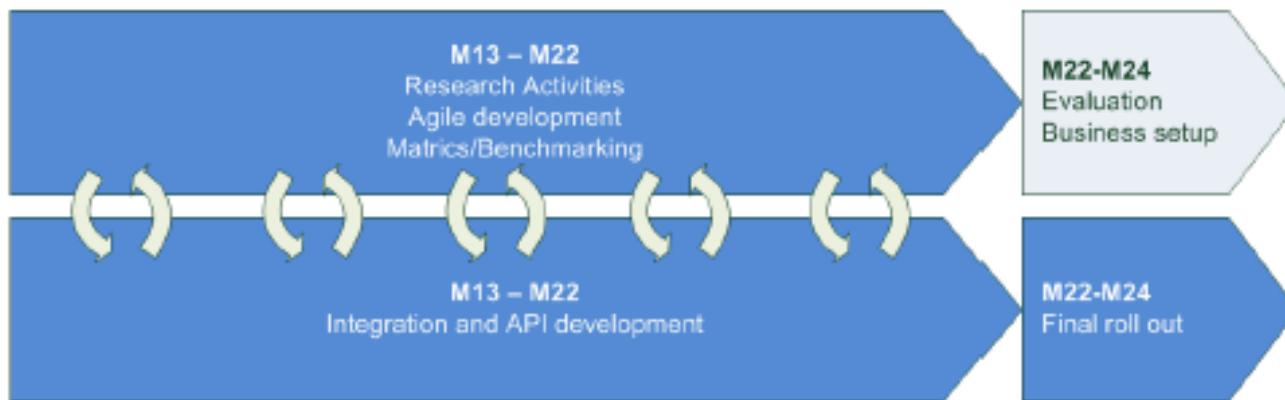 M13 – M22
Research Activities
Agile development
Matrics/Benchmarking
M22-M24
Evaluation
Business setup
M13 – M22
Integration and API development
M22-M24
Final roll out